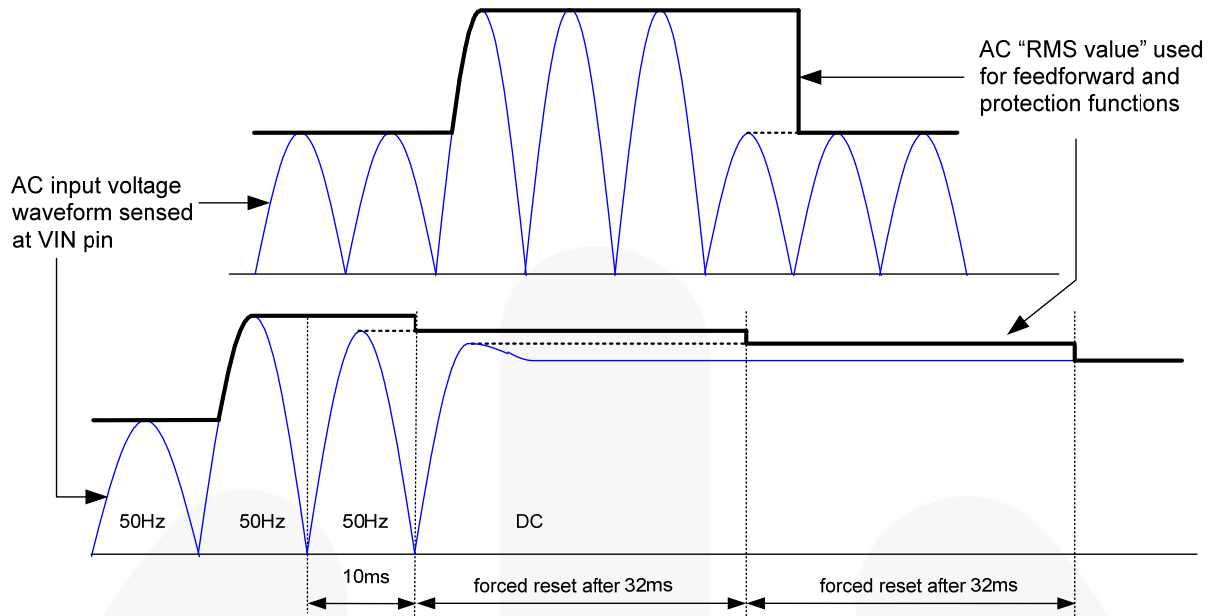 AC “RMS value” used
for feedforward and
protection functions
AC input voltage
waveform sensed
at VIN pin
50Hz
50Hz
50Hz
DC
10ms
forced reset after 32ms
forced reset after 32ms